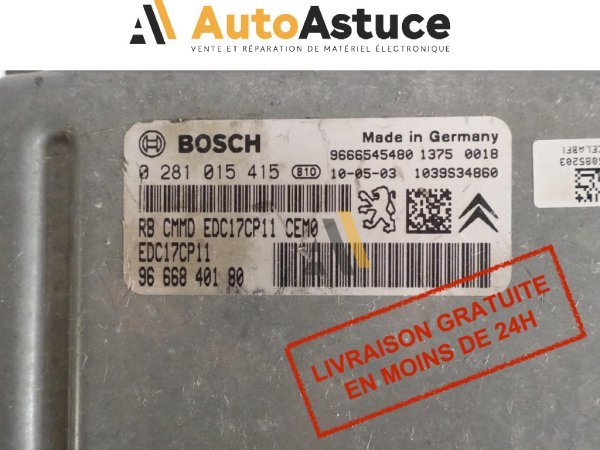 AutoAstuce
VENTE ET RÉPARATION DE MATÉRIEL ÉLECTRONIQUE
BOSCH
Made in Germany
9666545480 1375 0018
0 281 015 415 810 10-05-03 1039S34860
RB CMMD EDC17CP11 CEM0
EDC17CP11
96 668 401 80
LIVRAISON GRATUITE
EN MOINS DE 24H